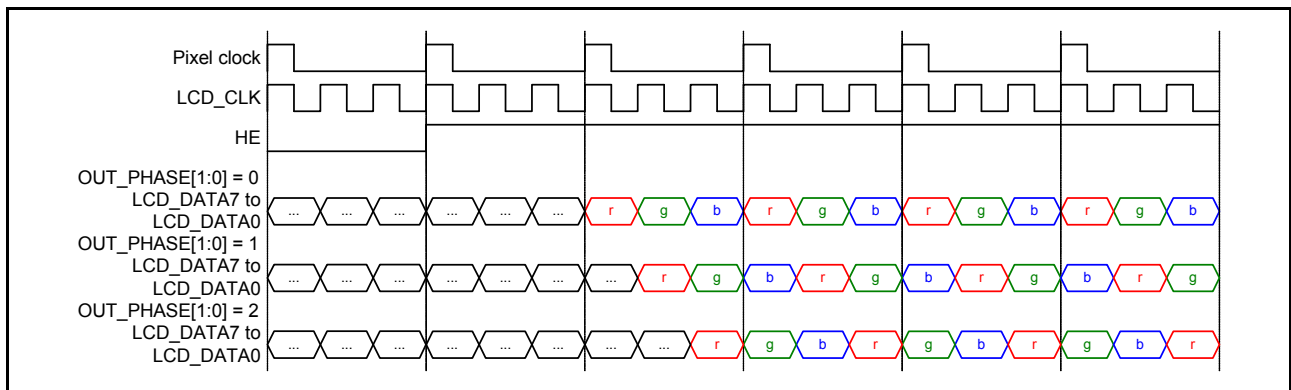 Pixel clock
LCD_CLK
HE
OUT_PHASE[1:0] = 0
LCD_DATA7 to
LCD_DATA0
... ... ... ... ... ... r g b r g b r g b r g b
OUT_PHASE[1:0] = 1
LCD_DATA7 to
LCD_DATA0
... ... ... ... ... ... ... r g b r g b r g b r g
OUT_PHASE[1:0] = 2
LCD_DATA7 to
LCD_DATA0
... ... ... ... ... ... ... ... r g b r g b r g b r